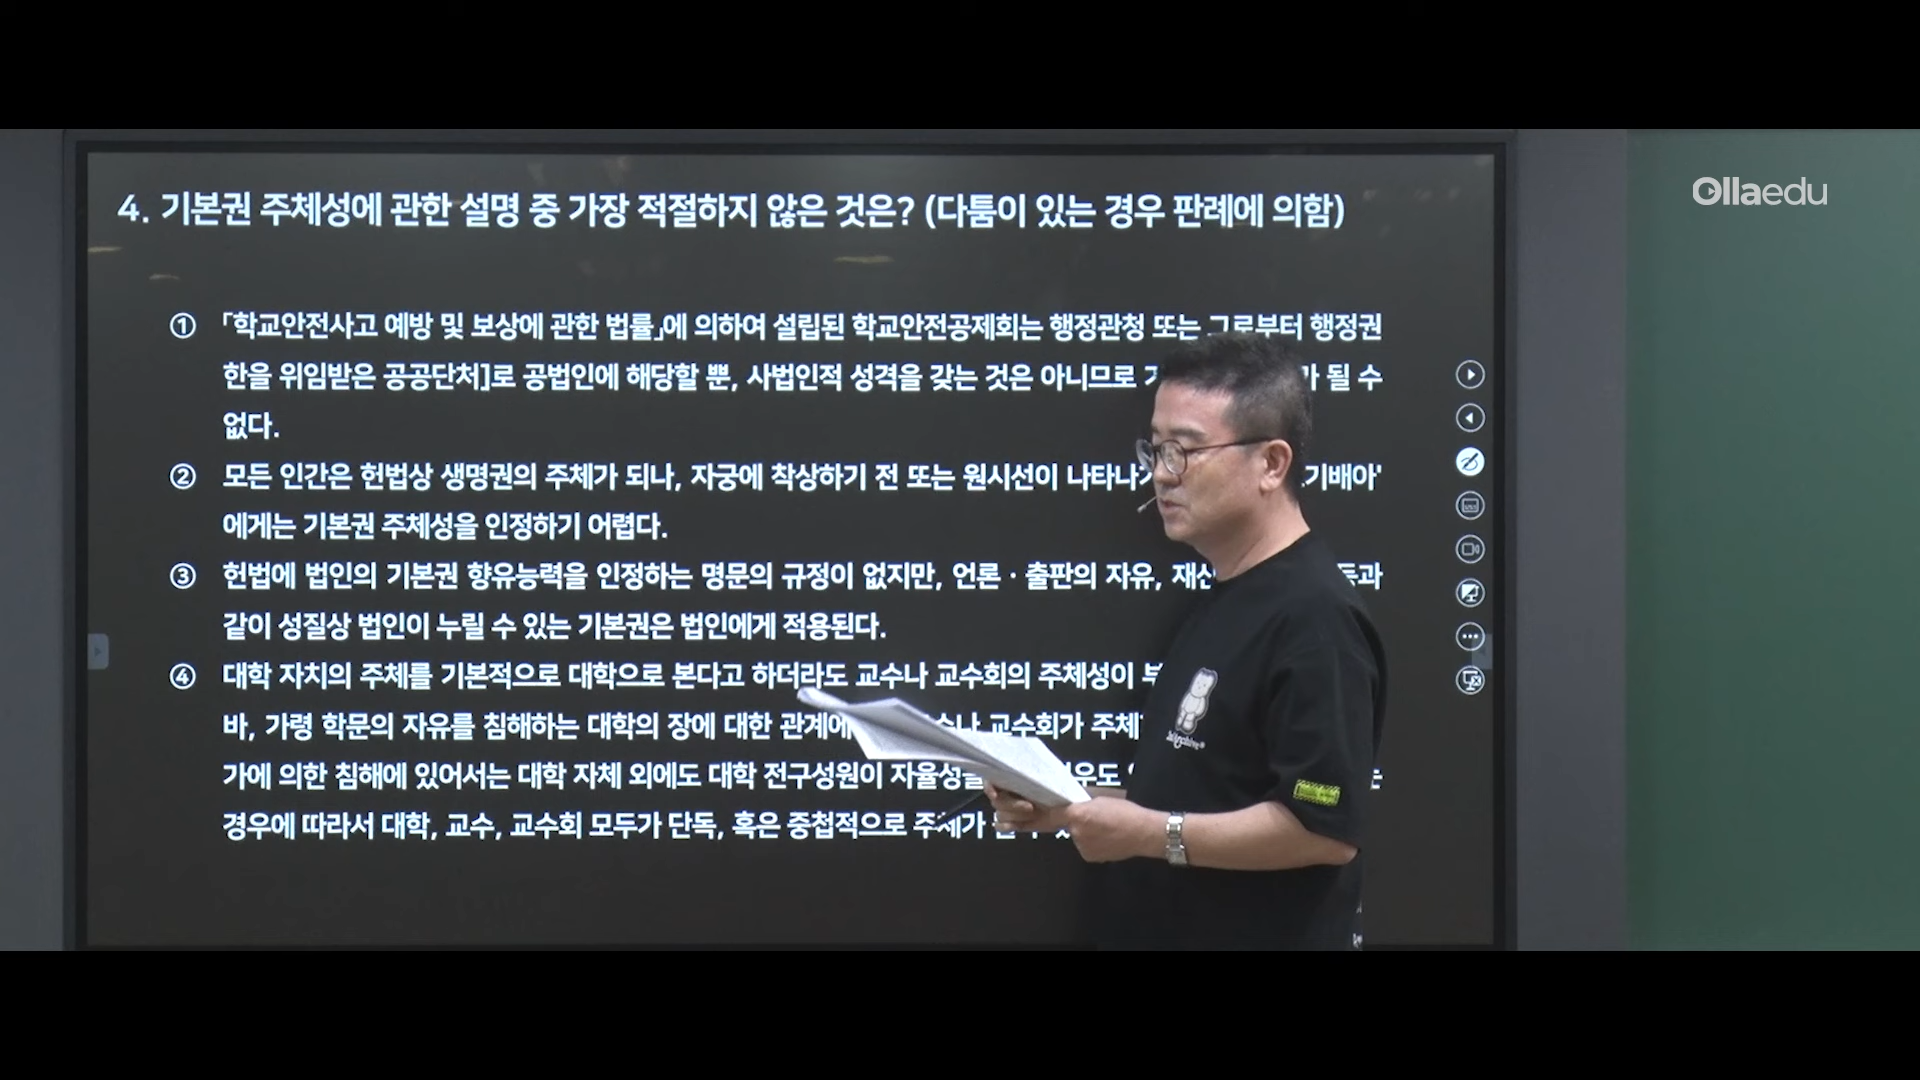 Ollaedu
4. 기본권 주체성에 관한 설명 중 가장 적절하지 않은 것은? (다툼이 있는 경우 판례에 의함)
① 「학교안전사고 예방 및 보상에 관한 법률」에 의하여 설립된 학교안전공제회는 행정관청 또는 그로부터 행정권
한을 위임받은 공공단처]로 공법인에 해당할 뿐, 사법인적 성격을 갖는 것은 아니므로 될 수
없다.
② 모든 인간은 헌법상 생명권의 주체가 되나, 자궁에 착상하기 전 또는 원시선이 기배아'
에게는 기본권 주체성을 인정하기 어렵다.
③ 헌법에 법인의 기본권 향유능력을 인정하는 명문의 규정이 없지만, 언론·출판의 자유,
같이 성질상 법인이 누릴 수 있는 기본권은 법인에게 적용된다.
④ 대학 자치의 주체를 기본적으로 대학으로 본다고 하더라도 교수나 교수회의 주체성이
바, 가령 학문의 자유를 침해하는 대학의 장에 대한 교수회가
가에 의한 침해에 있어서는 대학 자체 외에도 대학 전구성원이
경우에 따라서 대학, 교수, 교수회 모두가 단독, 혹은 중첩적으로 주체가